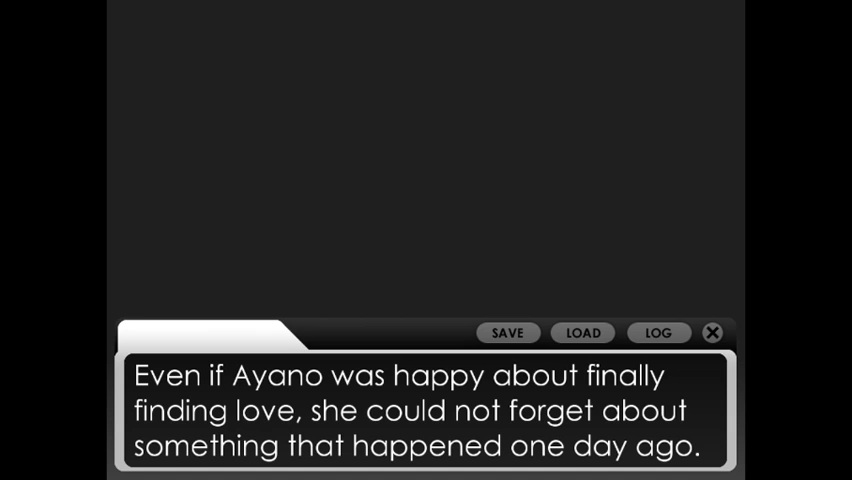 SAVE LOAD LOG
Even if Ayano was happy about finally
finding love, she could not forget about
something that happened one day ago.